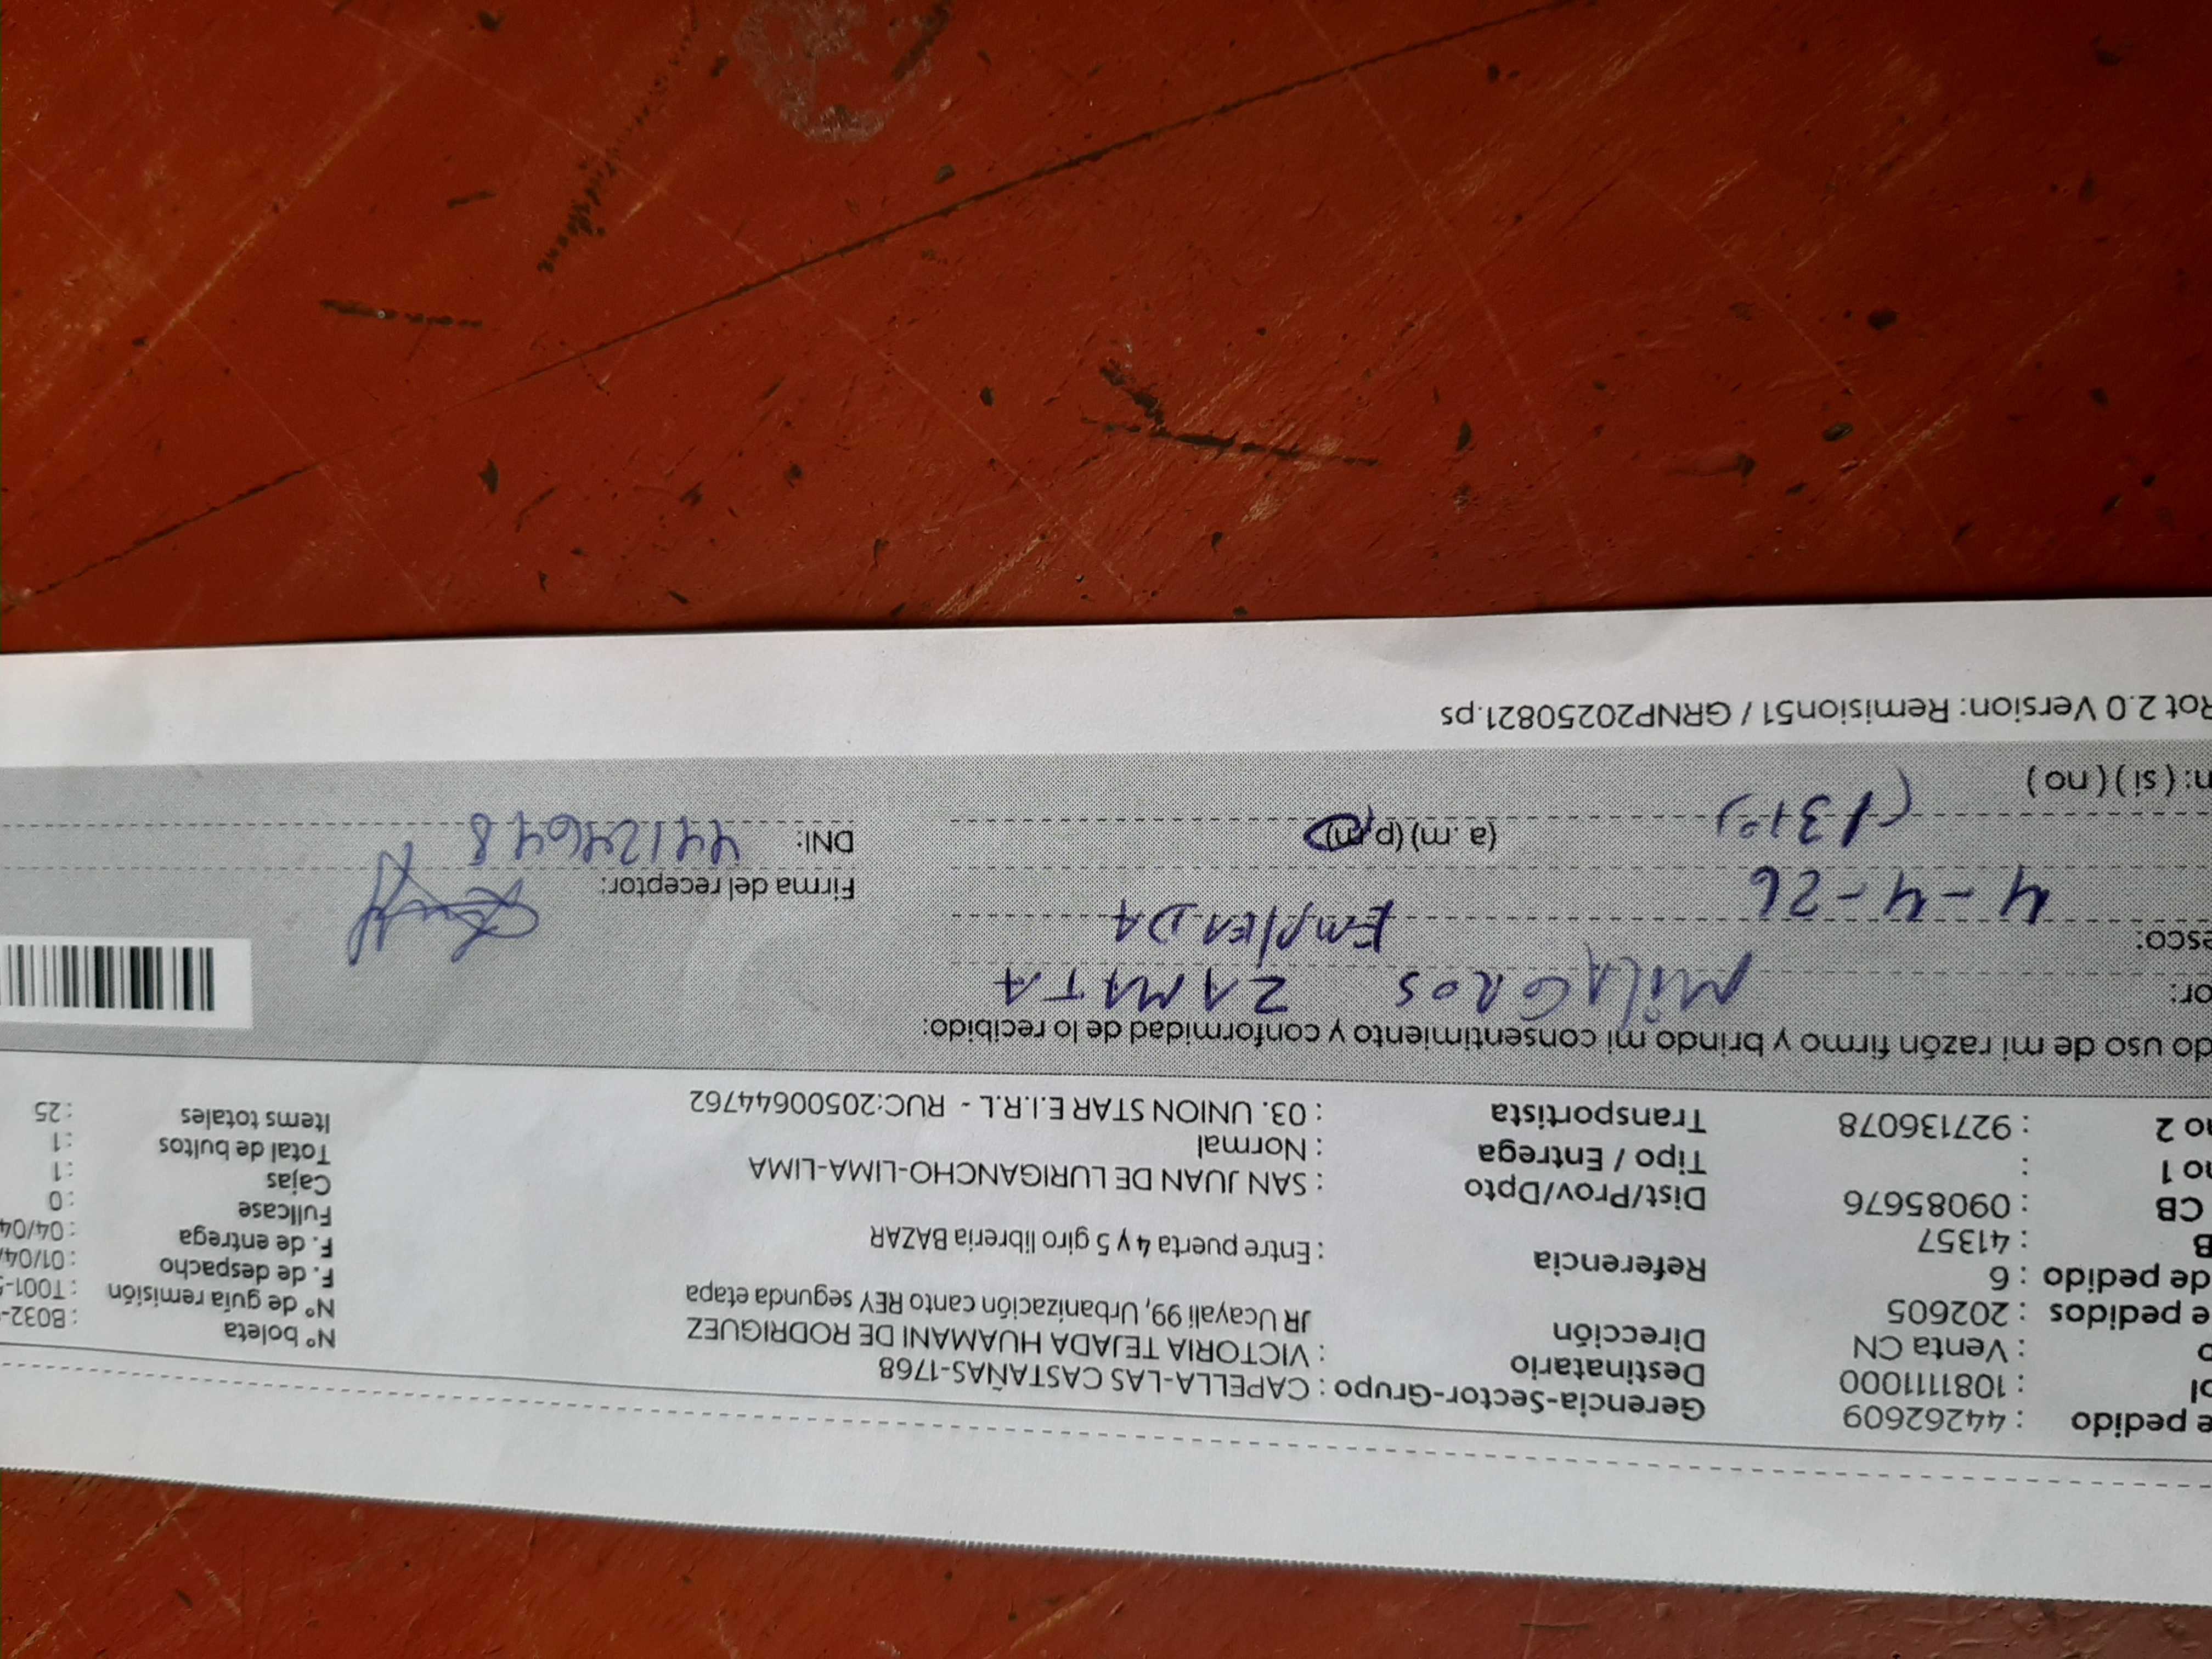 e pedido : 44262609 Gerencia-Sector-Grupo : CAPELLA-LAS CASTAÑAS-1768
ol : 108111000 Destinatario : VICTORIA TEJADA HUAMANI DE RODRIGUEZ Nº boleta : B032-
o : Venta CN Dirección JR Ucayali 99, Urbanización canto REY segunda etapa Nº de guía remisión : T001-
e pedidos : 202605 F. de despacho : 01/04/
de pedido : 6 Referencia : Entre puerta 4 y 5 giro libreria BAZAR F. de entrega : 04/04
B : 41357 Fullcase : 0
CB : 09085676 Dist/Prov/Dpto : SAN JUAN DE LURIGANCHO-LIMA-LIMA Cajas : 1
no 1 : Tipo / Entrega : Normal Total de bultos : 1
no 2 : 927136078 Transportista : 03. UNION STAR E.I.R.L - RUC:20500644762 Items totales : 25
do uso de mi razón firmo y brindo mi consentimiento y conformidad de lo recibido:
or: MilAGROS ZAMATA
esco: EmplEADA
4-4-26 Firma del receptor:
(a. m) (p.m) DNI: 44124648
n: ( si ) ( no )
Rot 2.0 Version: Remision51 / GRNP20250821.ps